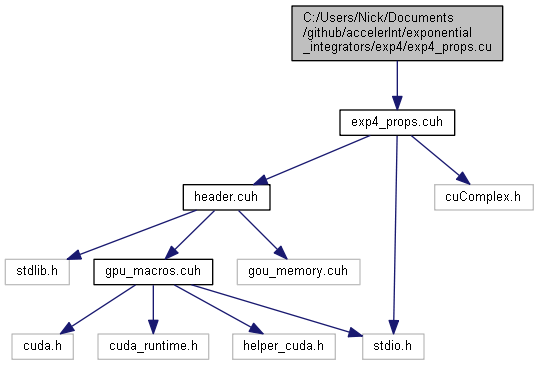 C:/Users/Nick/Documents
/github/accelerInt/exponential
_integrators/exp4/exp4_props.cu
exp4_props.cuh
header.cuh
cuComplex.h
stdlib.h
gpu_macros.cuh
gou_memory.cuh
cuda.h
cuda_runtime.h
helper_cuda.h
stdio.h